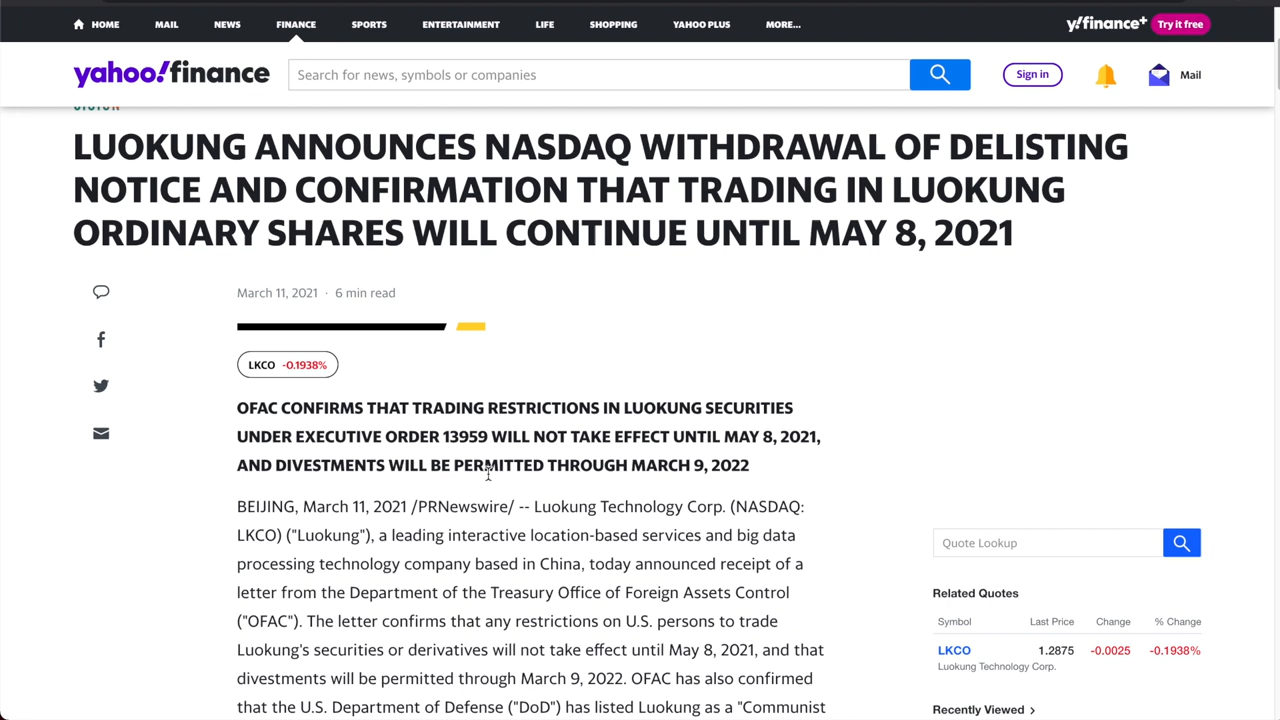 HOME MAIL NEWS FINANCE SPORTS ENTERTAINMENT LIFE SHOPPING YAHOO PLUS MORE... y!finance+ Try it free
yahoo!finance Search for news, symbols or companies Sign in Mail
LUOKUNG ANNOUNCES NASDAQ WITHDRAWAL OF DELISTING
NOTICE AND CONFIRMATION THAT TRADING IN LUOKUNG
ORDINARY SHARES WILL CONTINUE UNTIL MAY 8, 2021
March 11, 2021 · 6 min read
LKCO -0.1938%
OFAC CONFIRMS THAT TRADING RESTRICTIONS IN LUOKUNG SECURITIES
UNDER EXECUTIVE ORDER 13959 WILL NOT TAKE EFFECT UNTIL MAY 8, 2021,
AND DIVESTMENTS WILL BE PERMITTED THROUGH MARCH 9, 2022
BEIJING, March 11, 2021 /PRNewswire/ -- Luokung Technology Corp. (NASDAQ:
LKCO) ("Luokung"), a leading interactive location-based services and big data
processing technology company based in China, today announced receipt of a
letter from the Department of the Treasury Office of Foreign Assets Control
("OFAC"). The letter confirms that any restrictions on U.S. persons to trade
Luokung's securities or derivatives will not take effect until May 8, 2021, and that
divestments will be permitted through March 9, 2022. OFAC has also confirmed
that the U.S. Department of Defense ("DoD") has listed Luokung as a "Communist
Quote Lookup
Related Quotes
Symbol Last Price Change % Change
LKCO 1.2875 -0.0025 -0.1938%
Luokung Technology Corp.
Recently Viewed >